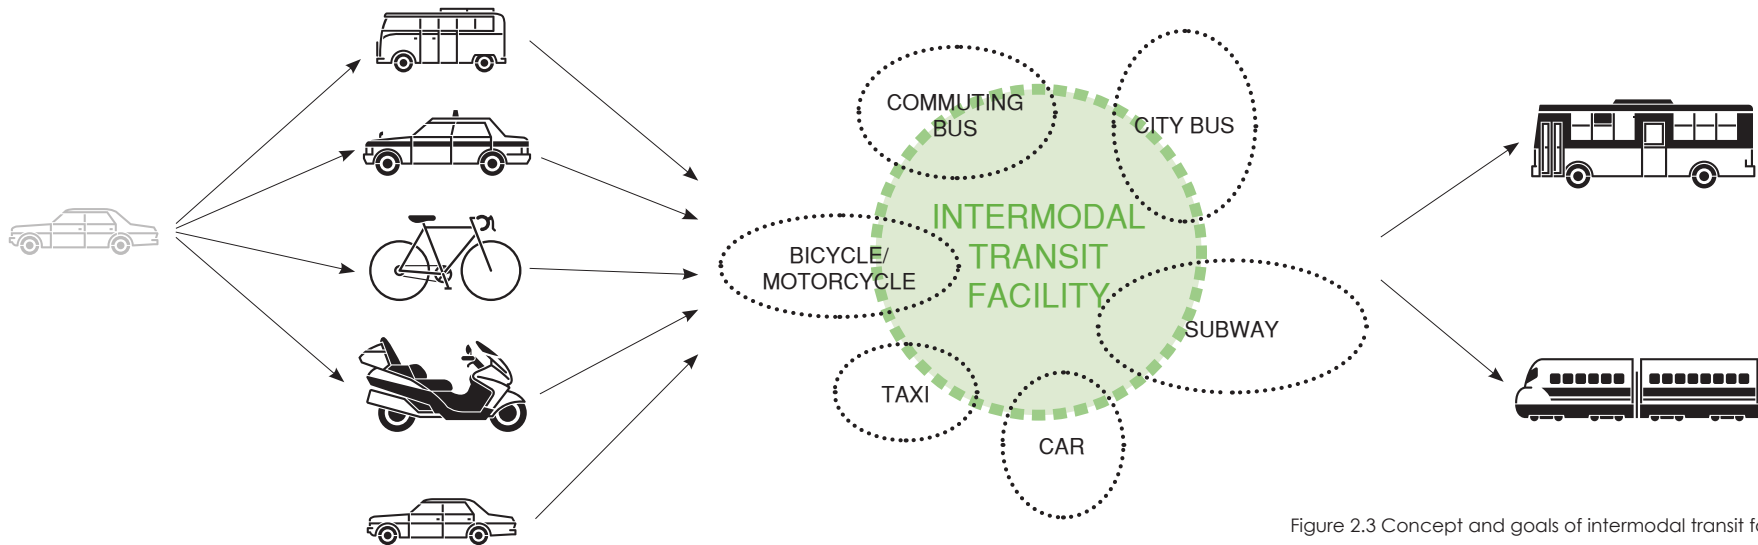 COMMUTING
BUS
CITY BUS
INTERMODAL
TRANSIT
FACILITY
BICYCLE/
MOTORCYCLE
SUBWAY
TAXI
CAR
Figure 2.3 Concept and goals of intermodal transit